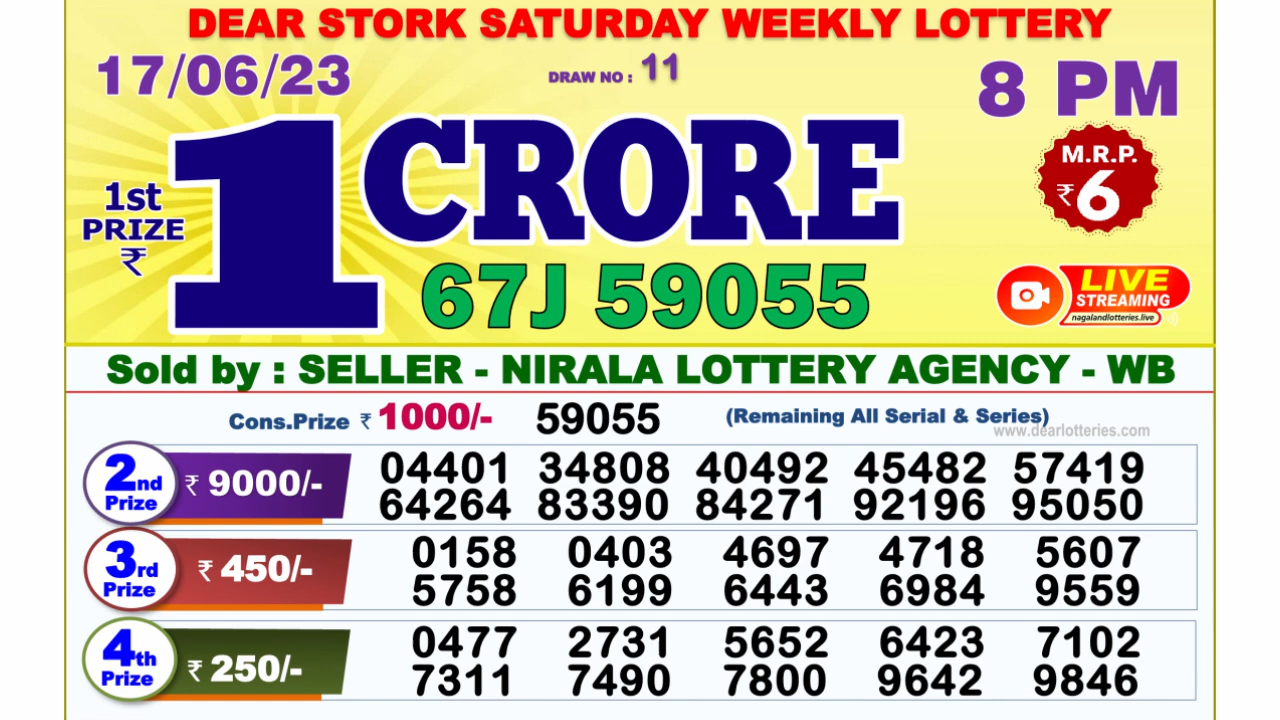 DEAR STORK SATURDAY WEEKLY LOTTERY
17/06/23
DRAW NO : 11
8 PM
1st
PRIZE
₹
1 CRORE
M.R.P.
₹ 6
67J 59055
LIVE
STREAMING
nagalandlotteries.live
Sold by : SELLER - NIRALA LOTTERY AGENCY - WB
Cons.Prize ₹ 1000/- 59055 (Remaining All Serial & Series)
www.dearlotteries.com
2nd Prize ₹ 9000/-
04401 34808 40492 45482 57419
64264 83390 84271 92196 95050
3rd Prize ₹ 450/-
0158 0403 4697 4718 5607
5758 6199 6443 6984 9559
4th Prize ₹ 250/-
0477 2731 5652 6423 7102
7311 7490 7800 9642 9846